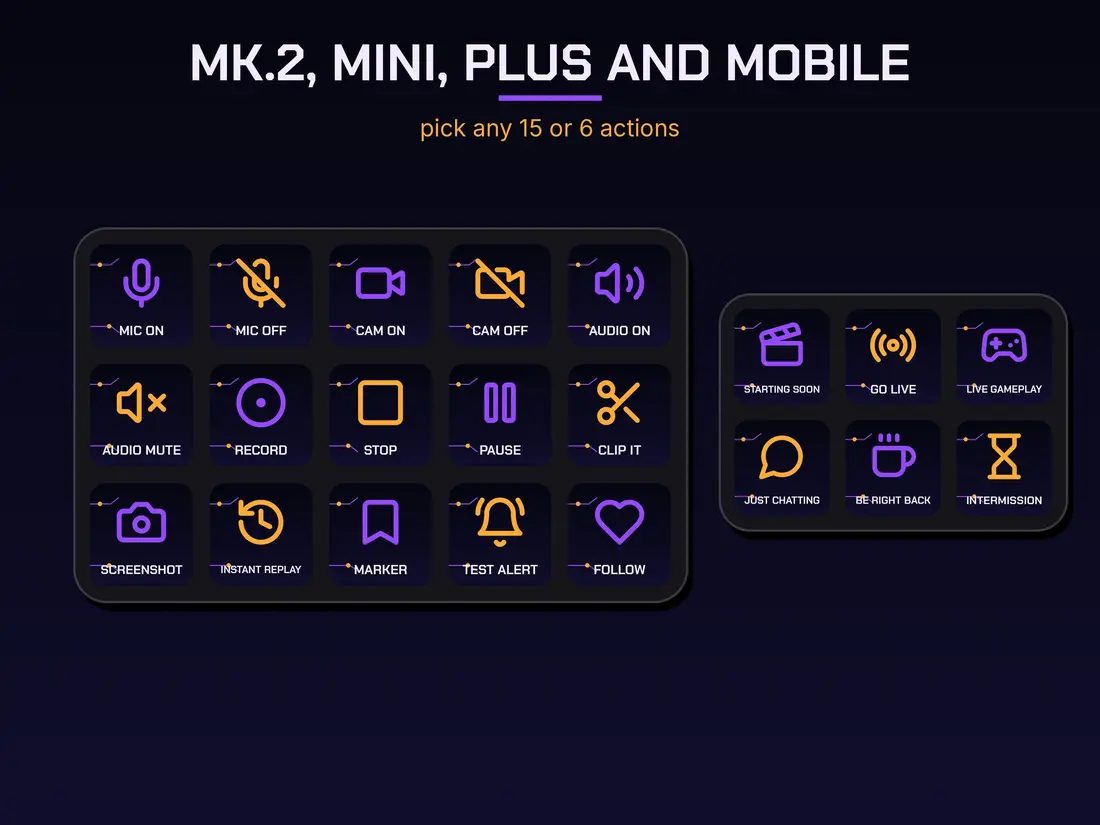 MK.2, MINI, PLUS AND MOBILE
pick any 15 or 6 actions
MIC ON
MIC OFF
CAM ON
CAM OFF
AUDIO ON
AUDIO MUTE
RECORD
STOP
PAUSE
CLIP IT
SCREENSHOT
INSTANT REPLAY
MARKER
TEST ALERT
FOLLOW
STARTING SOON
GO LIVE
LIVE GAMEPLAY
JUST CHATTING
BE RIGHT BACK
INTERMISSION